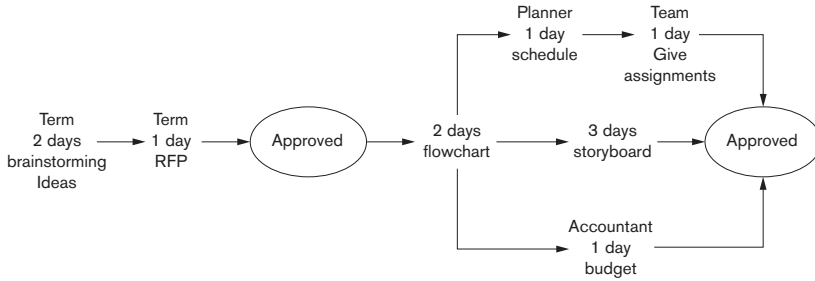 Term
2 days
brainstorming
Ideas
Term
1 day
RFP
Approved
2 days
flowchart
Planner
1 day
schedule
Team
1 day
Give
assignments
3 days
storyboard
Accountant
1 day
budget
Approved